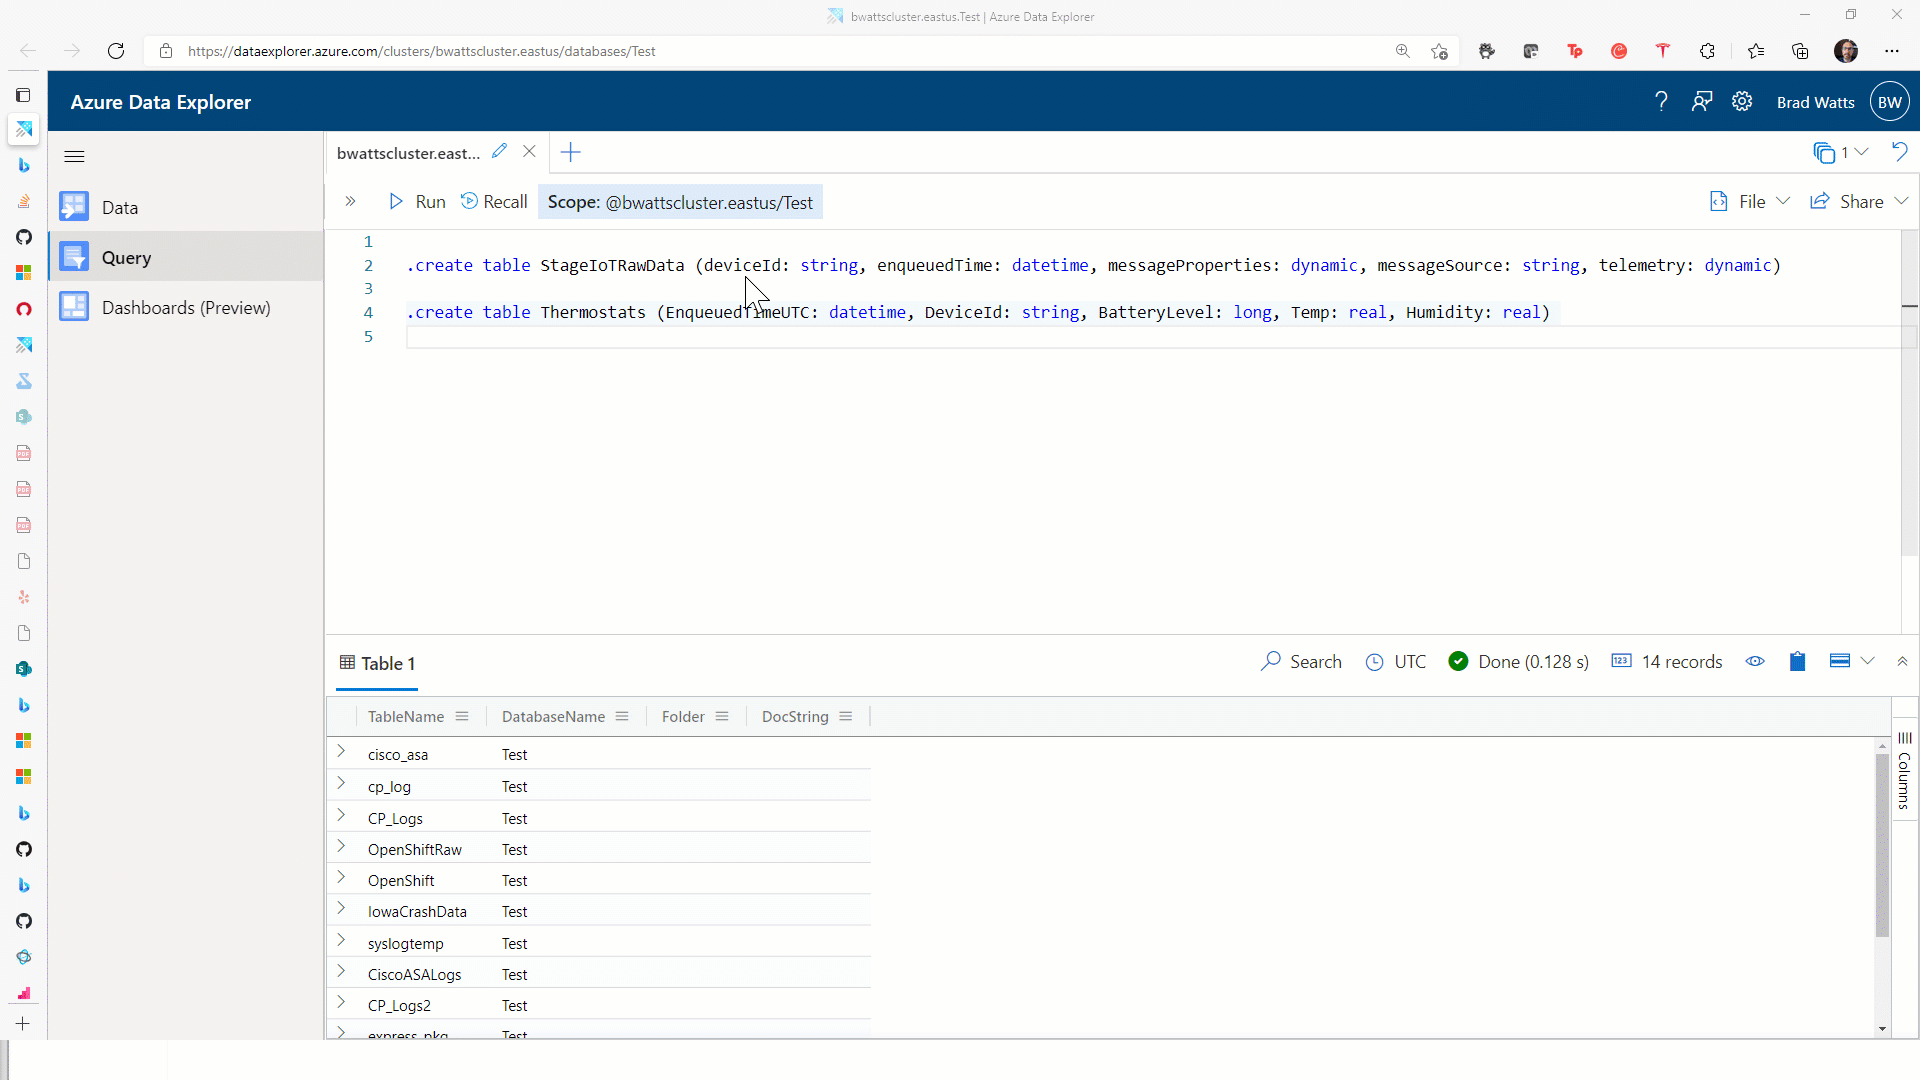 bwattscluster.eastus.Test | Azure Data Explorer
https://dataexplorer.azure.com/clusters/bwattscluster.eastus/databases/Test
Azure Data Explorer
? Brad Watts BW
bwattscluster.east...
1
Data
Query
Dashboards (Preview)
Run Recall Scope: @bwattscluster.eastus/Test File Share
1
2 .create table StageIoTRawData (deviceId: string, enqueuedTime: datetime, messageProperties: dynamic, messageSource: string, telemetry: dynamic)
3
4 .create table Thermostats (EnqueuedTimeUTC: datetime, DeviceId: string, BatteryLevel: long, Temp: real, Humidity: real)
5
Table 1 Search UTC Done (0.128 s) 123 14 records
TableName DatabaseName Folder DocString
cisco_asa Test
cp_log Test
CP_Logs Test
OpenShiftRaw Test
OpenShift Test
IowaCrashData Test
syslogtemp Test
CiscoASALogs Test
CP_Logs2 Test
express_pkg Test
Columns